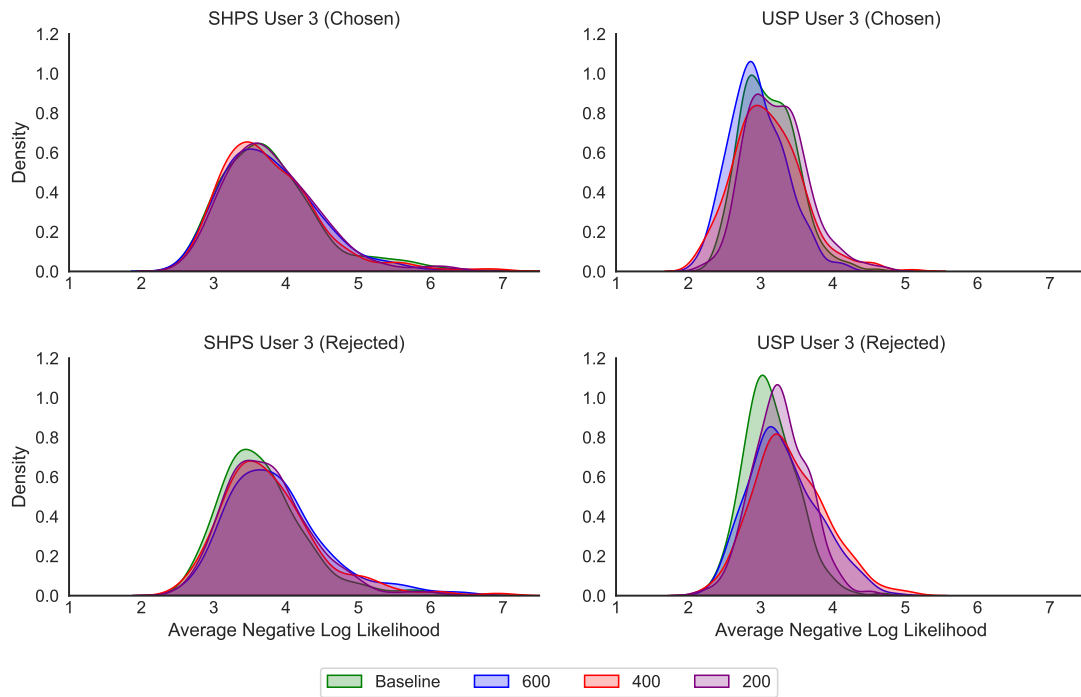 SHPS User 3 (Chosen)
USP User 3 (Chosen)
1.2
1.0
0.8
0.6
0.4
0.2
0.0
Density
1 2 3 4 5 6 7
1.2
1.0
0.8
0.6
0.4
0.2
0.0
1 2 3 4 5 6 7
SHPS User 3 (Rejected)
USP User 3 (Rejected)
1.2
1.0
0.8
0.6
0.4
0.2
0.0
Density
1 2 3 4 5 6 7
Average Negative Log Likelihood
1.2
1.0
0.8
0.6
0.4
0.2
0.0
1 2 3 4 5 6 7
Average Negative Log Likelihood
Baseline 600 400 200